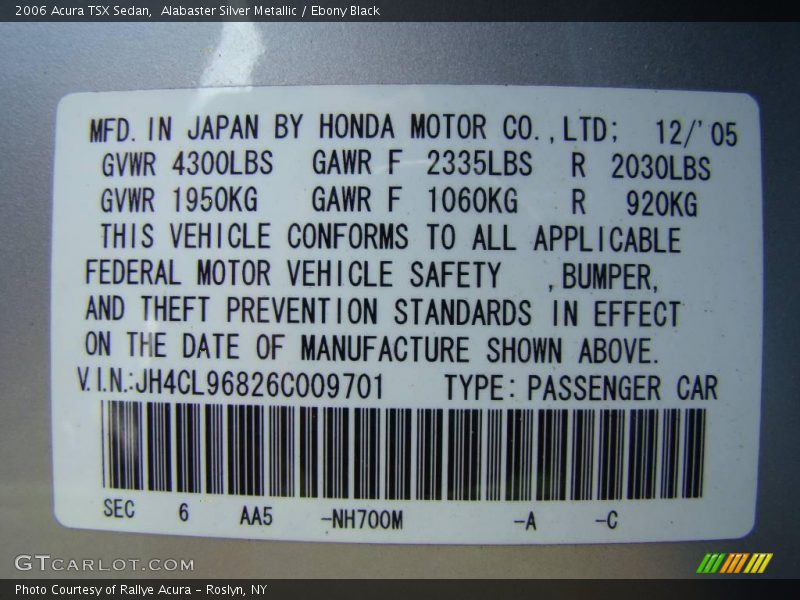 2006 Acura TSX Sedan,  Alabaster Silver Metallic / Ebony Black
MFD. IN JAPAN BY HONDA MOTOR CO.,LTD; 12/'05
GVWR 4300LBS GAWR F 2335LBS R 2030LBS
GVWR 1950KG GAWR F 1060KG R 920KG
THIS VEHICLE CONFORMS TO ALL APPLICABLE
FEDERAL MOTOR VEHICLE SAFETY ,BUMPER,
AND THEFT PREVENTION STANDARDS IN EFFECT
ON THE DATE OF MANUFACTURE SHOWN ABOVE.
V.I.N.:JH4CL96826C009701 TYPE: PASSENGER CAR
SEC 6 AA5 -NH700M -A -C
GTCARLOT.COM
Photo Courtesy of Rallye Acura - Roslyn, NY